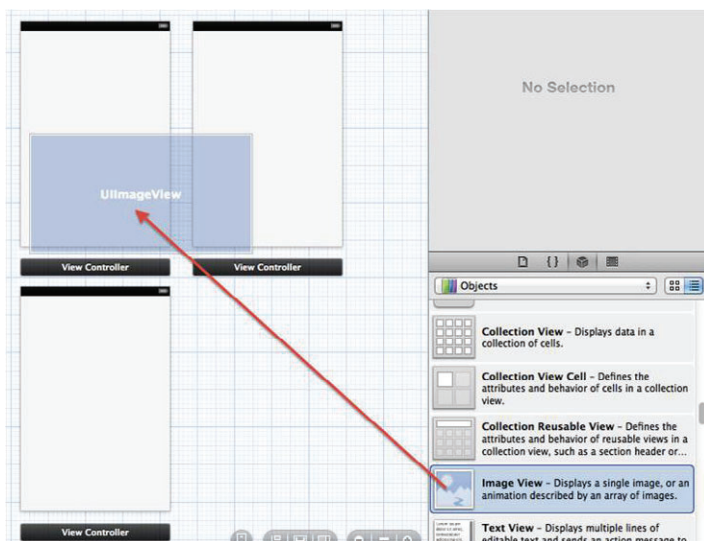 No Selection
UIImageView
View Controller
View Controller
{ }
Objects
Collection View – Displays data in a
collection of cells.
Collection View Cell – Defines the
attributes and behavior of cells in a collection
view.
Collection Reusable View – Defines the
attributes and behavior of reusable views in a
collection view, such as a section header or...
Image View – Displays a single image, or an
animation described by an array of images.
View Controller
Text View – Displays multiple lines of
editable text and sends an action message to